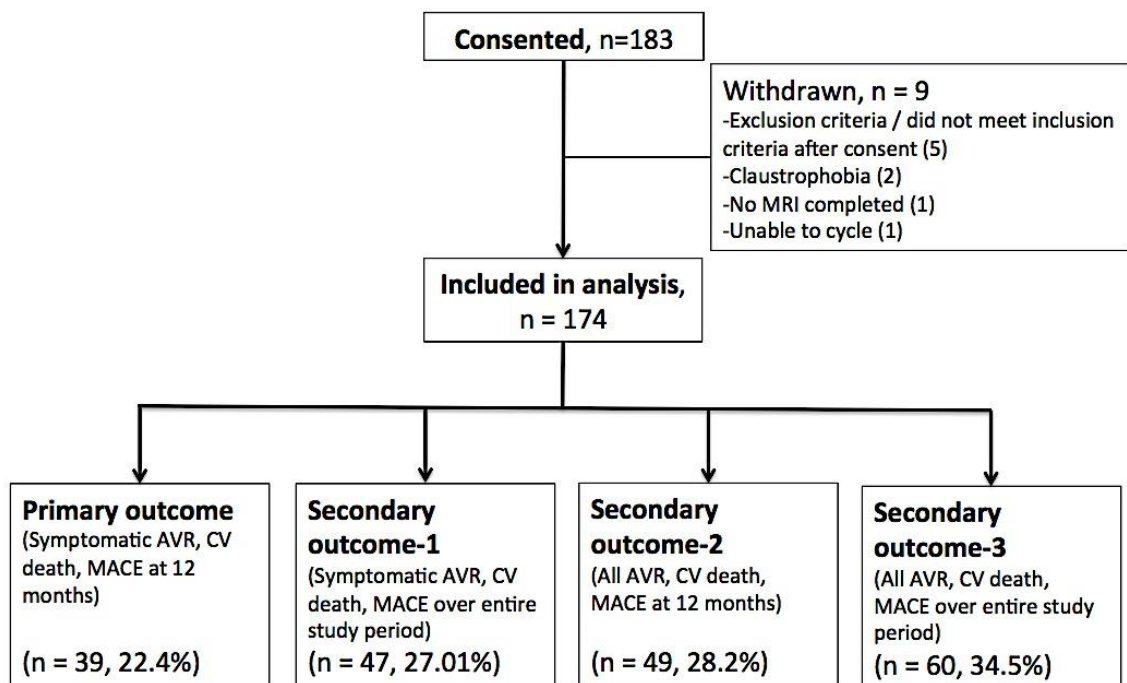 Consented, n=183
Withdrawn, n = 9
-Exclusion criteria / did not meet inclusion
criteria after consent (5)
-Claustrophobia (2)
-No MRI completed (1)
-Unable to cycle (1)
Included in analysis,
n = 174
Primary outcome
(Symptomatic AVR, CV
death, MACE at 12
months)
(n = 39, 22.4%)
Secondary
outcome-1
(Symptomatic AVR, CV
death, MACE over entire
study period)
(n = 47, 27.01%)
Secondary
outcome-2
(All AVR, CV death,
MACE at 12 months)
(n = 49, 28.2%)
Secondary
outcome-3
(All AVR, CV death,
MACE over entire study
period)
(n = 60, 34.5%)